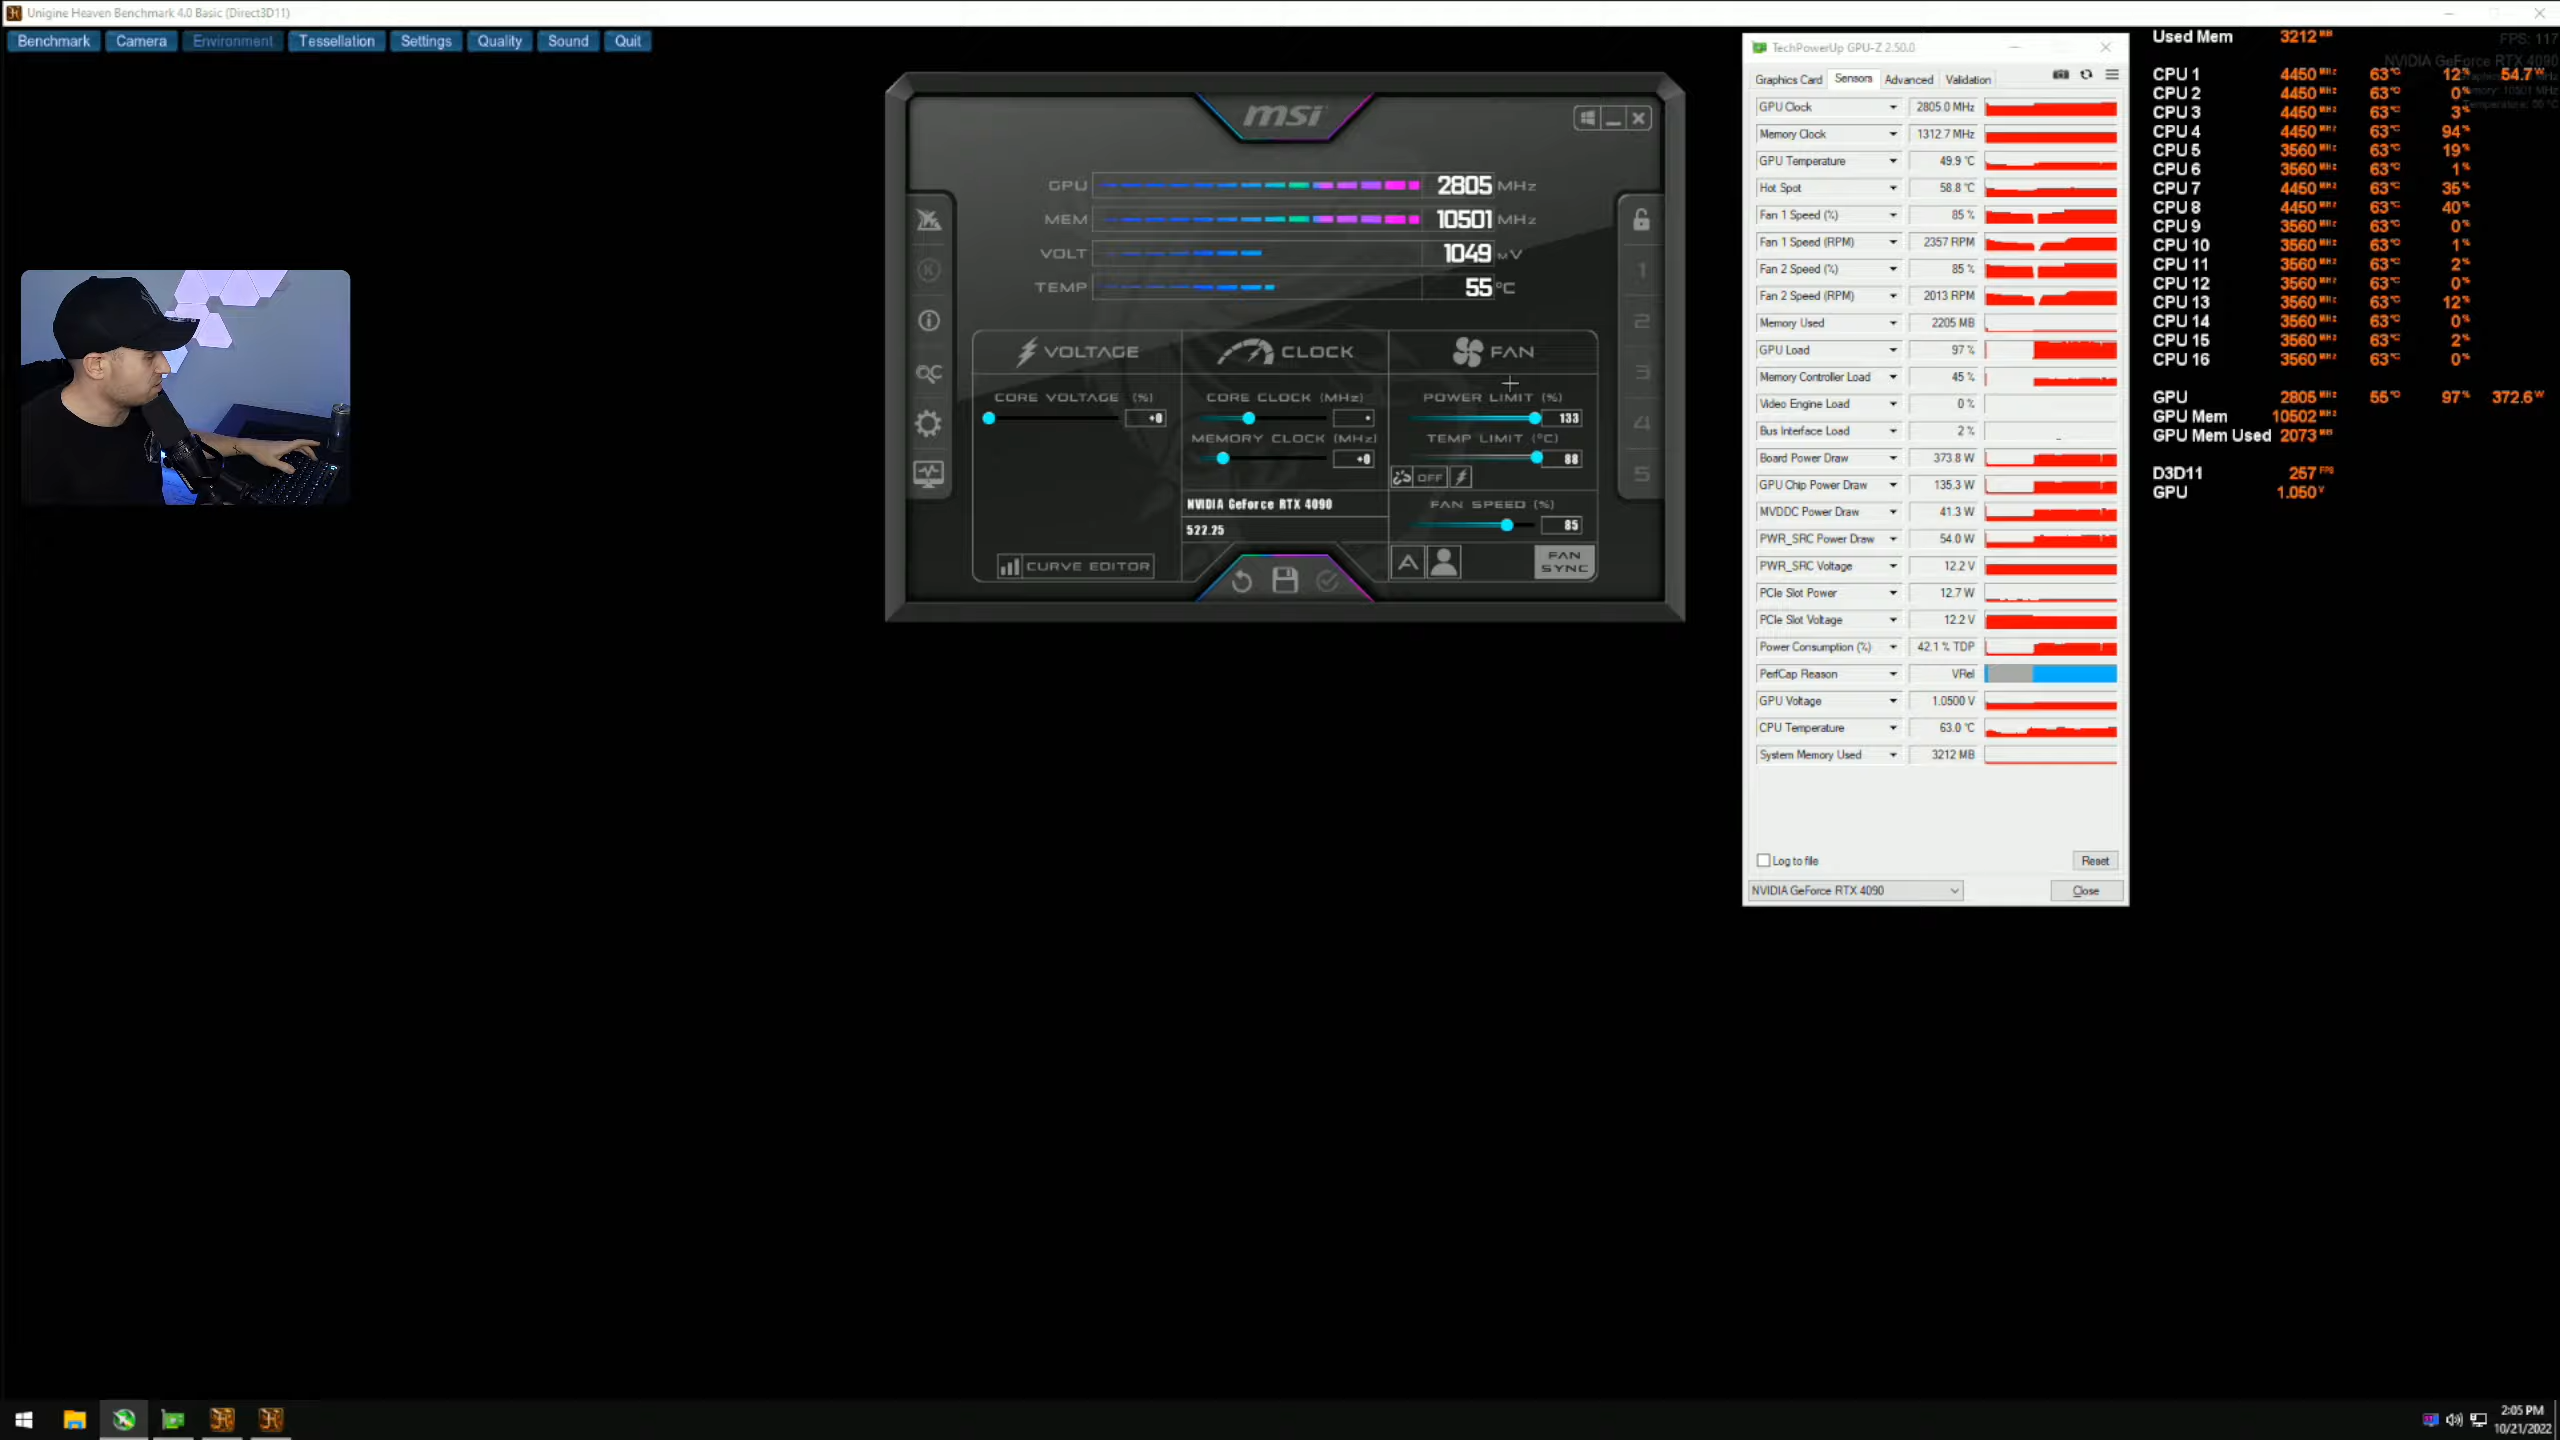 Unigine Heaven Benchmark 4.0 Basic (Direct3D11)
Benchmark Camera Environment Tessellation Settings Quality Sound Quit
msi
GPU 2805 MHz
MEM 10501 MHz
VOLT 1049 mV
TEMP 55 °C
VOLTAGE CLOCK FAN
CORE VOLTAGE (%) +0
CORE CLOCK (MHz)
MEMORY CLOCK (MHz) +0
POWER LIMIT (%) 133
TEMP LIMIT (°C) 88
OFF
FAN SPEED (%) 85
NVIDIA GeForce RTX 4090
522.25
CURVE EDITOR
A
FAN SYNC
K
OC
1
2
3
4
5
TechPowerUp GPU-Z 2.50.0
Graphics Card Sensors Advanced Validation
GPU Clock 2805.0 MHz
Memory Clock 1312.7 MHz
GPU Temperature 49.9 °C
Hot Spot 58.8 °C
Fan 1 Speed (%) 85 %
Fan 1 Speed (RPM) 2357 RPM
Fan 2 Speed (%) 85 %
Fan 2 Speed (RPM) 2013 RPM
Memory Used 2205 MB
GPU Load 97 %
Memory Controller Load 45 %
Video Engine Load 0 %
Bus Interface Load 2 %
Board Power Draw 373.8 W
GPU Chip Power Draw 135.3 W
MVDDC Power Draw 41.3 W
PWR_SRC Power Draw 54.0 W
PWR_SRC Voltage 12.2 V
PCIe Slot Power 12.7 W
PCIe Slot Voltage 12.2 V
Power Consumption (%) 42.1 % TDP
PerfCap Reason VRel
GPU Voltage 1.0500 V
CPU Temperature 63.0 °C
System Memory Used 3212 MB
Log to file
Reset
NVIDIA GeForce RTX 4090
Close
FPS: 117
NVIDIA GeForce RTX 4090
Used Mem 3212 MB
CPU 1 4450 MHz 63°C 12% 54.7W
CPU 2 4450 MHz 63°C 0%
CPU 3 4450 MHz 63°C 3%
CPU 4 4450 MHz 63°C 94%
CPU 5 3560 MHz 63°C 19%
CPU 6 3560 MHz 63°C 1%
CPU 7 4450 MHz 63°C 35%
CPU 8 4450 MHz 63°C 40%
CPU 9 3560 MHz 63°C 0%
CPU 10 3560 MHz 63°C 1%
CPU 11 3560 MHz 63°C 2%
CPU 12 3560 MHz 63°C 0%
CPU 13 3560 MHz 63°C 12%
CPU 14 3560 MHz 63°C 0%
CPU 15 3560 MHz 63°C 2%
CPU 16 3560 MHz 63°C 0%
GPU 2805 MHz 55°C 97% 372.6W
GPU Mem 10502 MHz
GPU Mem Used 2073 MB
D3D11 257 FPS
GPU 1.050 V
2:05 PM
10/21/2022